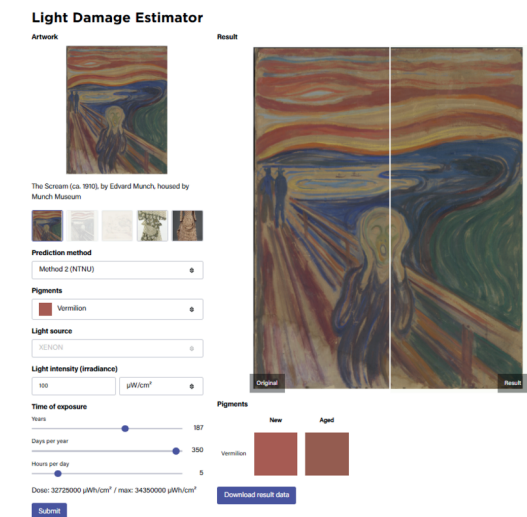 Light Damage Estimator
Artwork
The Scream (ca. 1910), by Edvard Munch, housed by
Munch Museum
Prediction method
Method 2 (NTNU)
Pigments
Vermilion
Light source
XENON
Light intensity (irradiance)
100 µW/cm²
Time of exposure
Years
187
Days per year
350
Hours per day
5
Dose: 32725000 µWh/cm² / max: 34350000 µWh/cm²
Submit
Result
Original
Result
Pigments
New Aged
Vermilion
Download result data